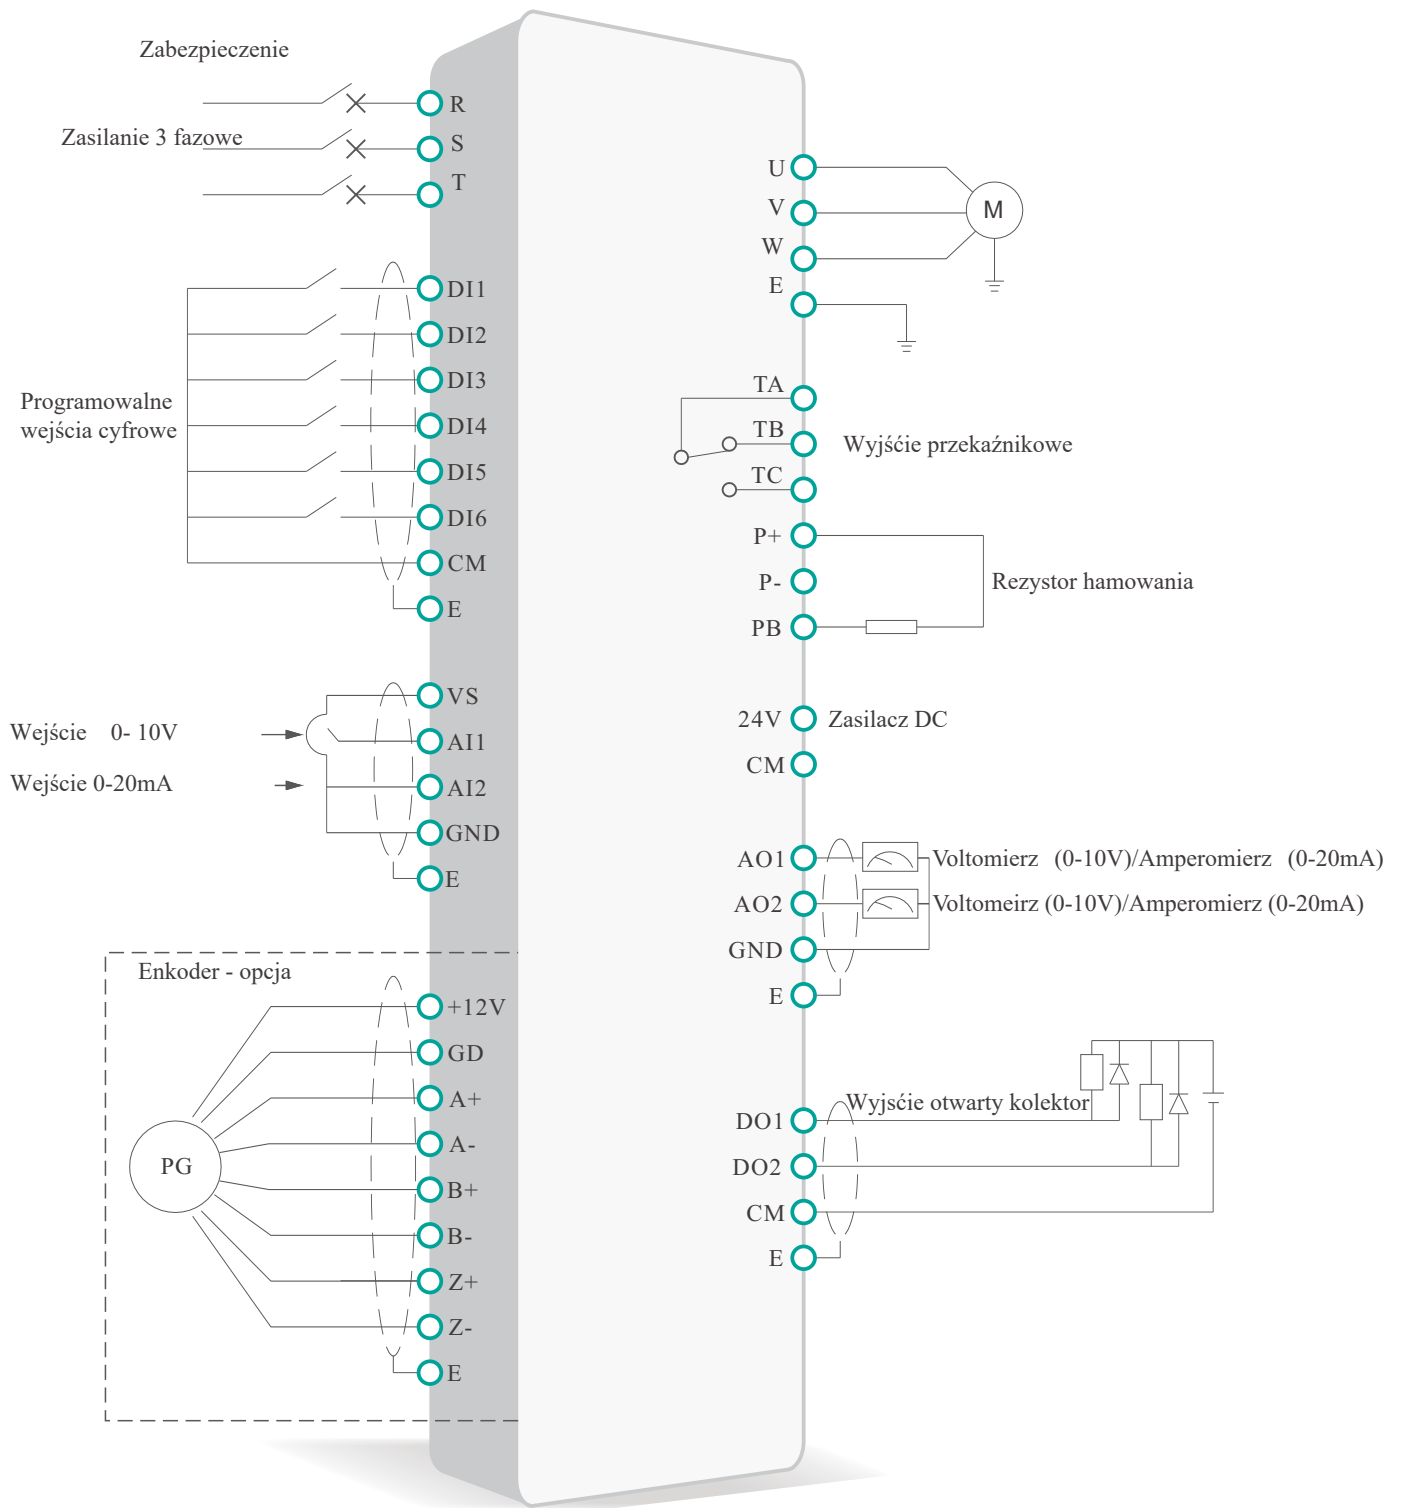 Zabezpieczenie
R
Zasilanie 3 fazowe
S
T
DI1
DI2
DI3
Programowalne
wejścia cyfrowe
DI4
DI5
DI6
CM
E
VS
Wejście 0- 10V
AI1
Wejście 0-20mA
AI2
GND
E
Enkoder - opcja
+12V
GD
A+
A-
PG
B+
B-
Z+
Z-
E
U
V
M
W
E
TA
TB
Wyjśćie przekaźnikowe
TC
P+
P-
Rezystor hamowania
PB
24V
Zasilacz DC
CM
AO1
Voltomierz (0-10V)/Amperomierz (0-20mA)
AO2
Voltomeirz (0-10V)/Amperomierz (0-20mA)
GND
E
Wyjsćie otwarty kolektor
DO1
DO2
CM
E